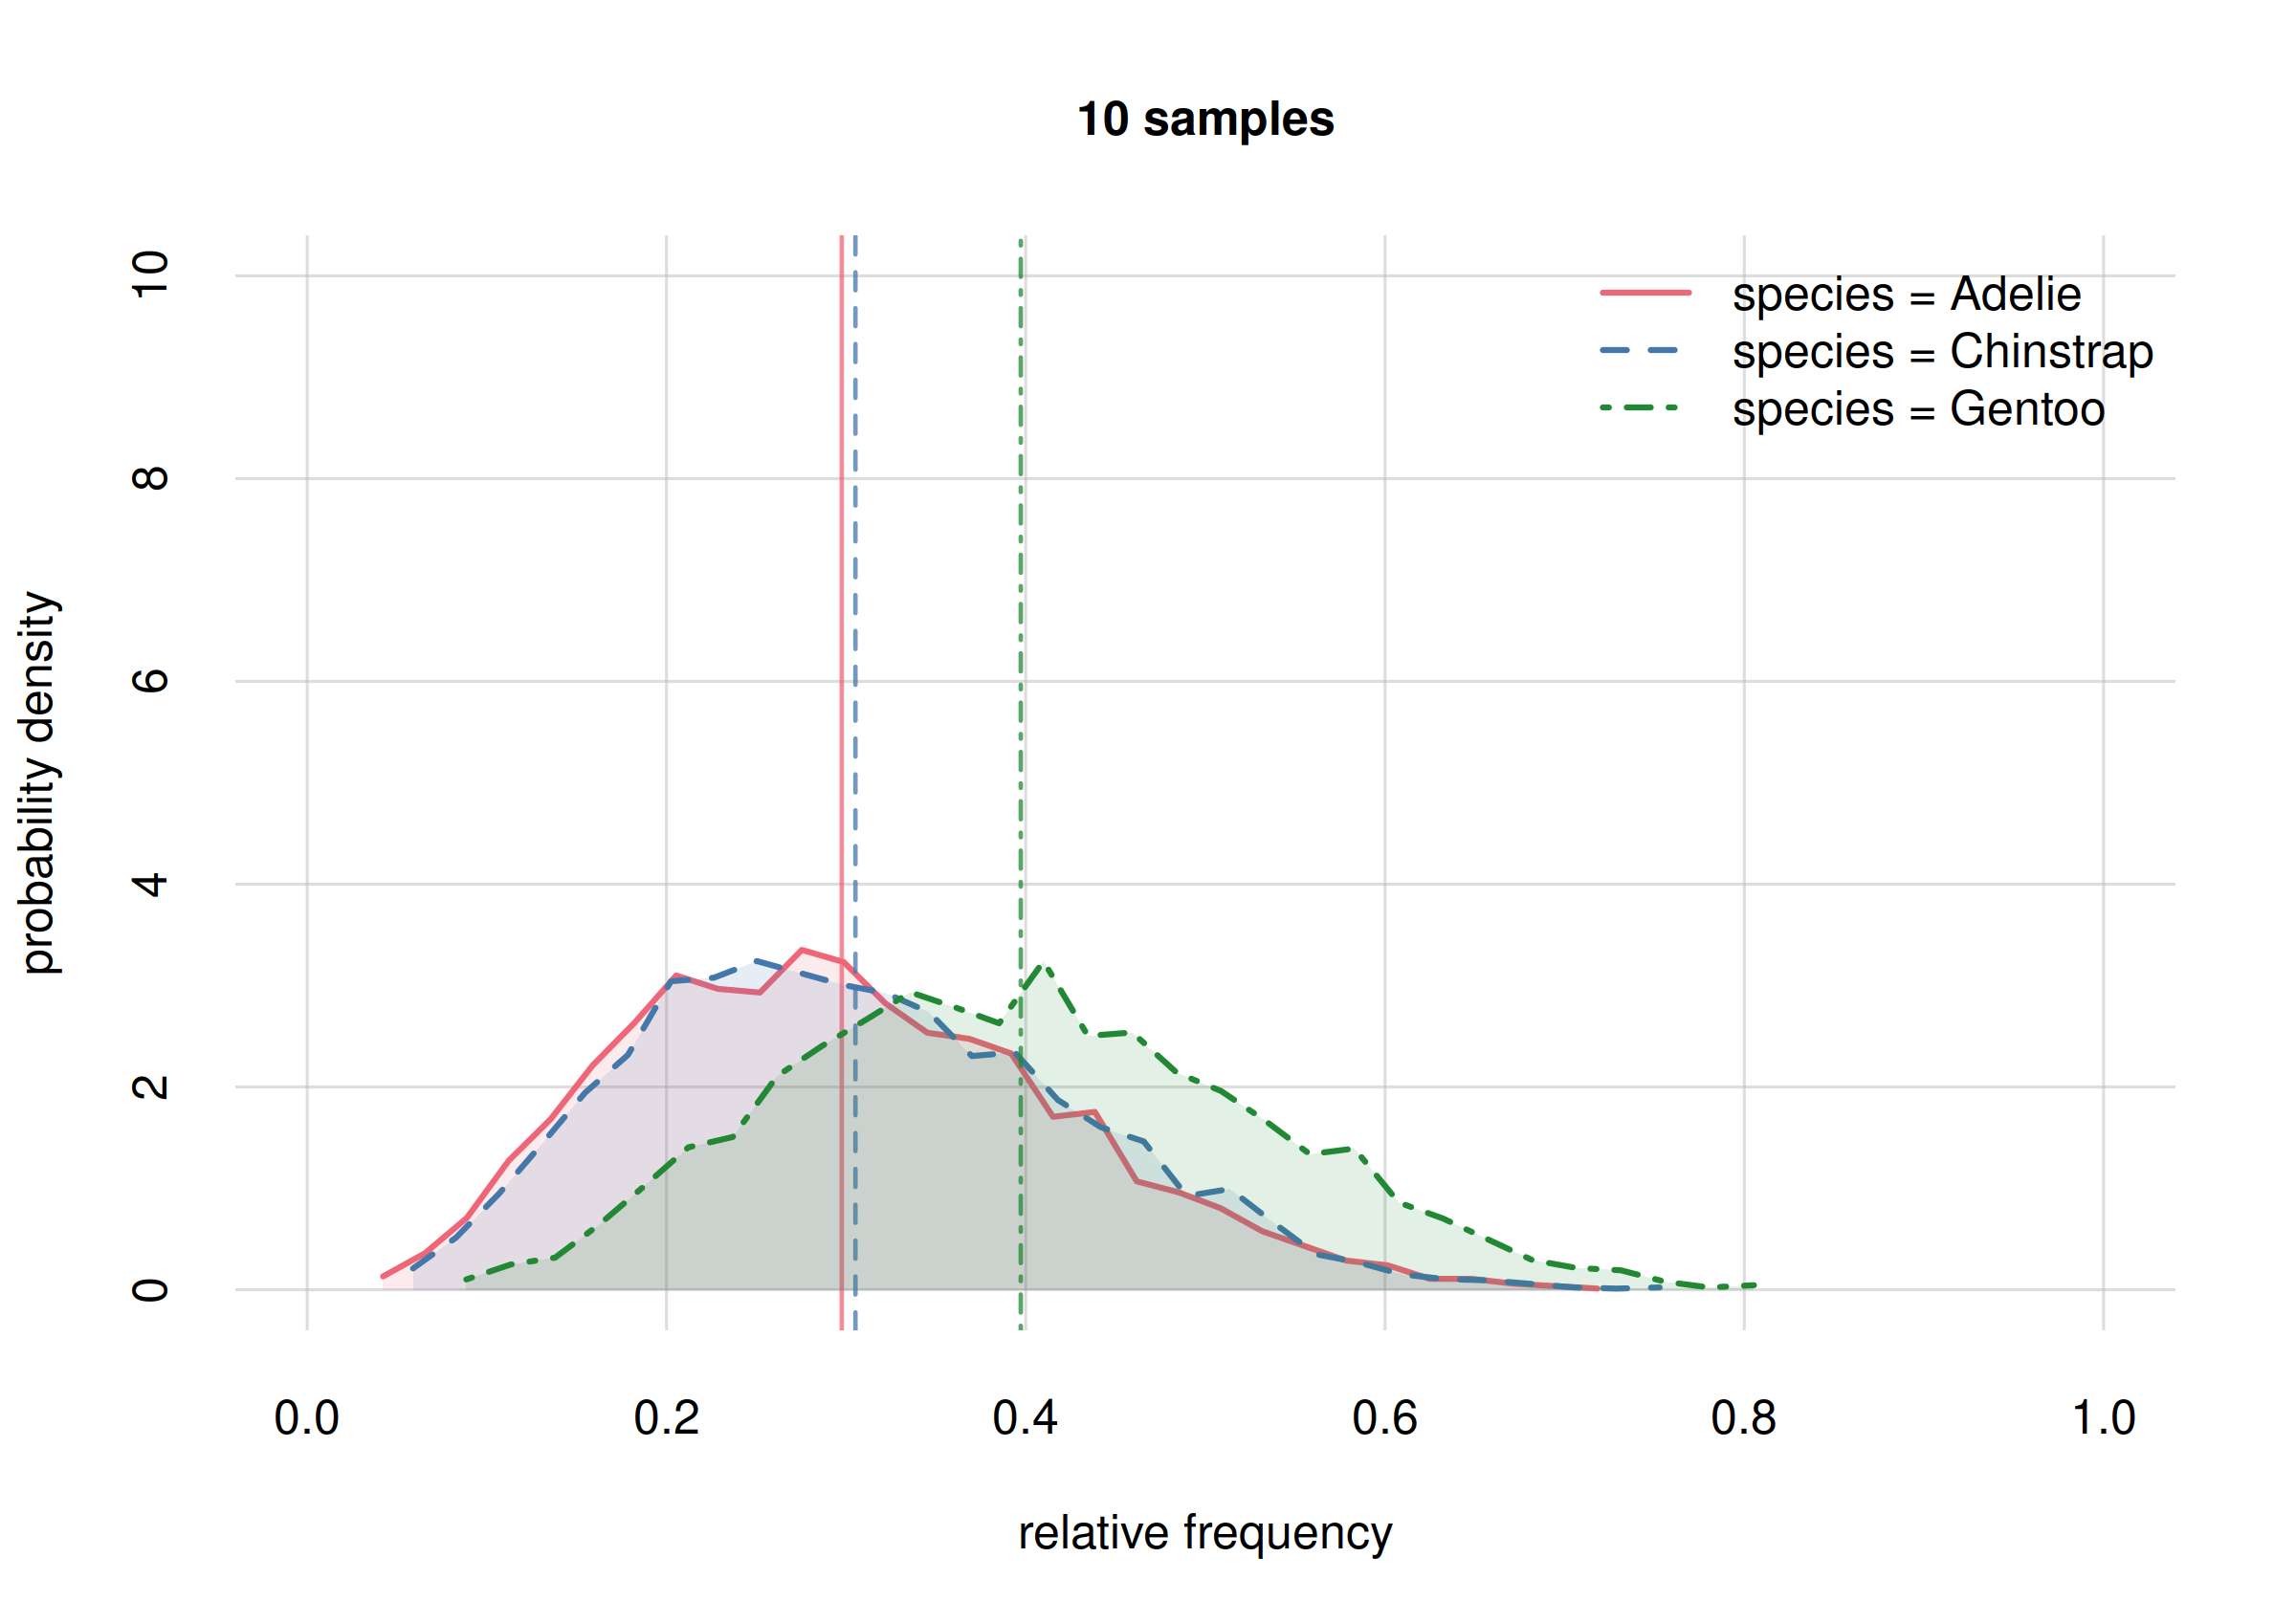 10 samples
species = Adelie
species = Chinstrap
species = Gentoo
probability density
10
8
6
4
2
0
0.0 0.2 0.4 0.6 0.8 1.0
relative frequency